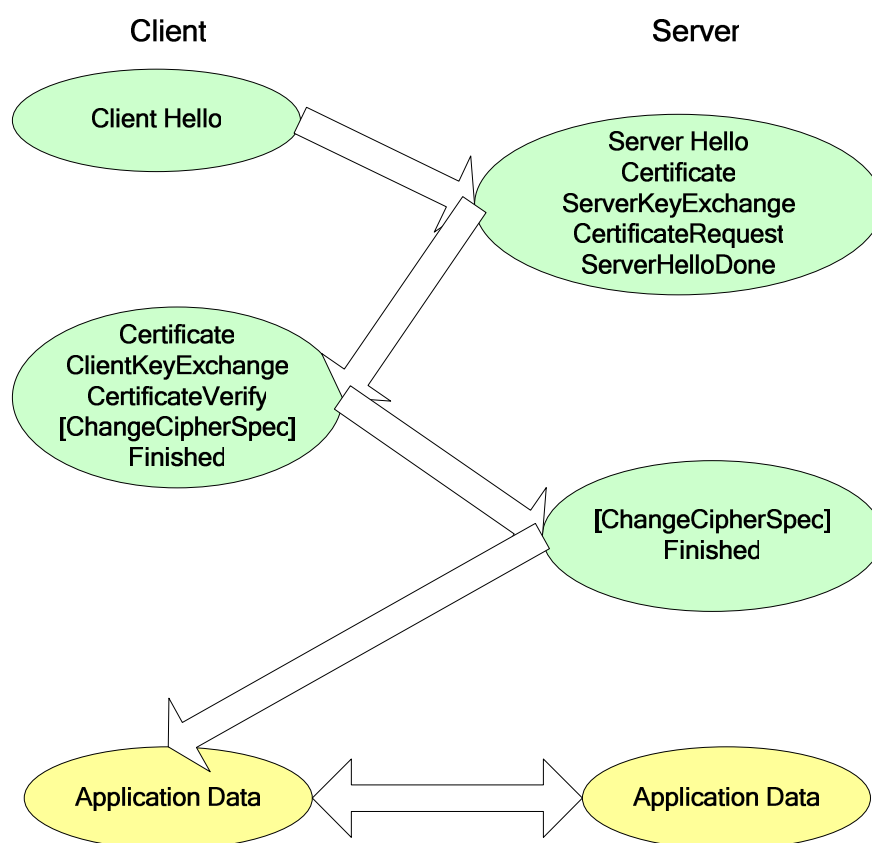 Client
Server
Client Hello
Server Hello
Certificate
ServerKeyExchange
CertificateRequest
ServerHelloDone
Certificate
ClientKeyExchange
CertificateVerify
[ChangeCipherSpec]
Finished
[ChangeCipherSpec]
Finished
Application Data
Application Data